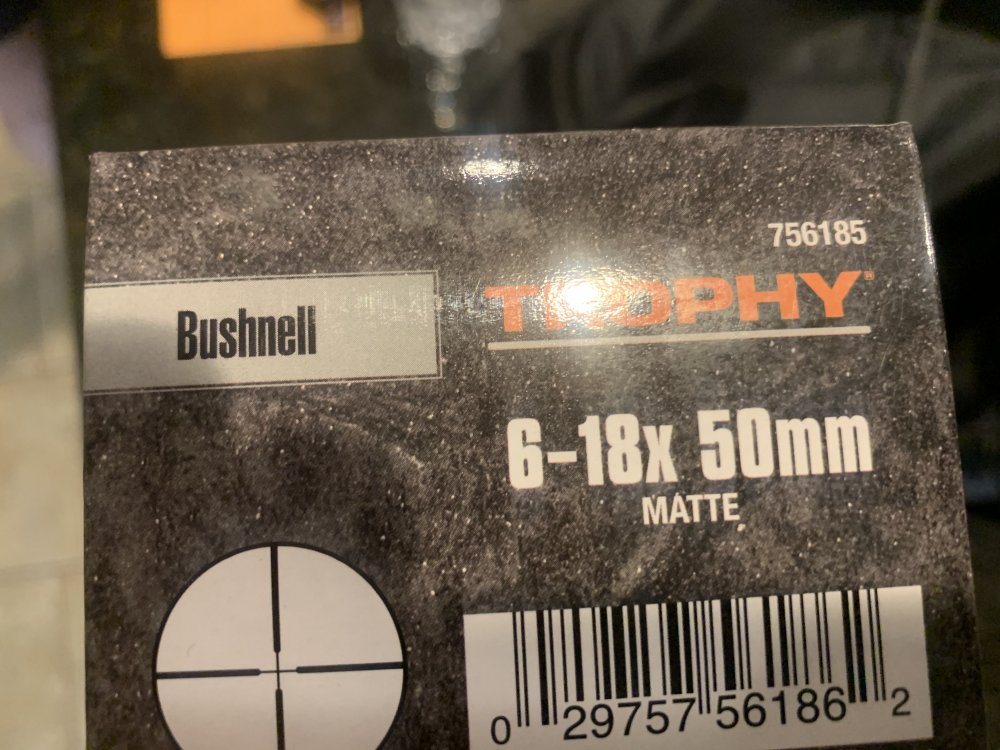 756185
Bushnell
TROPHY®
6-18x 50mm
MATTE
0 29757 56186 2